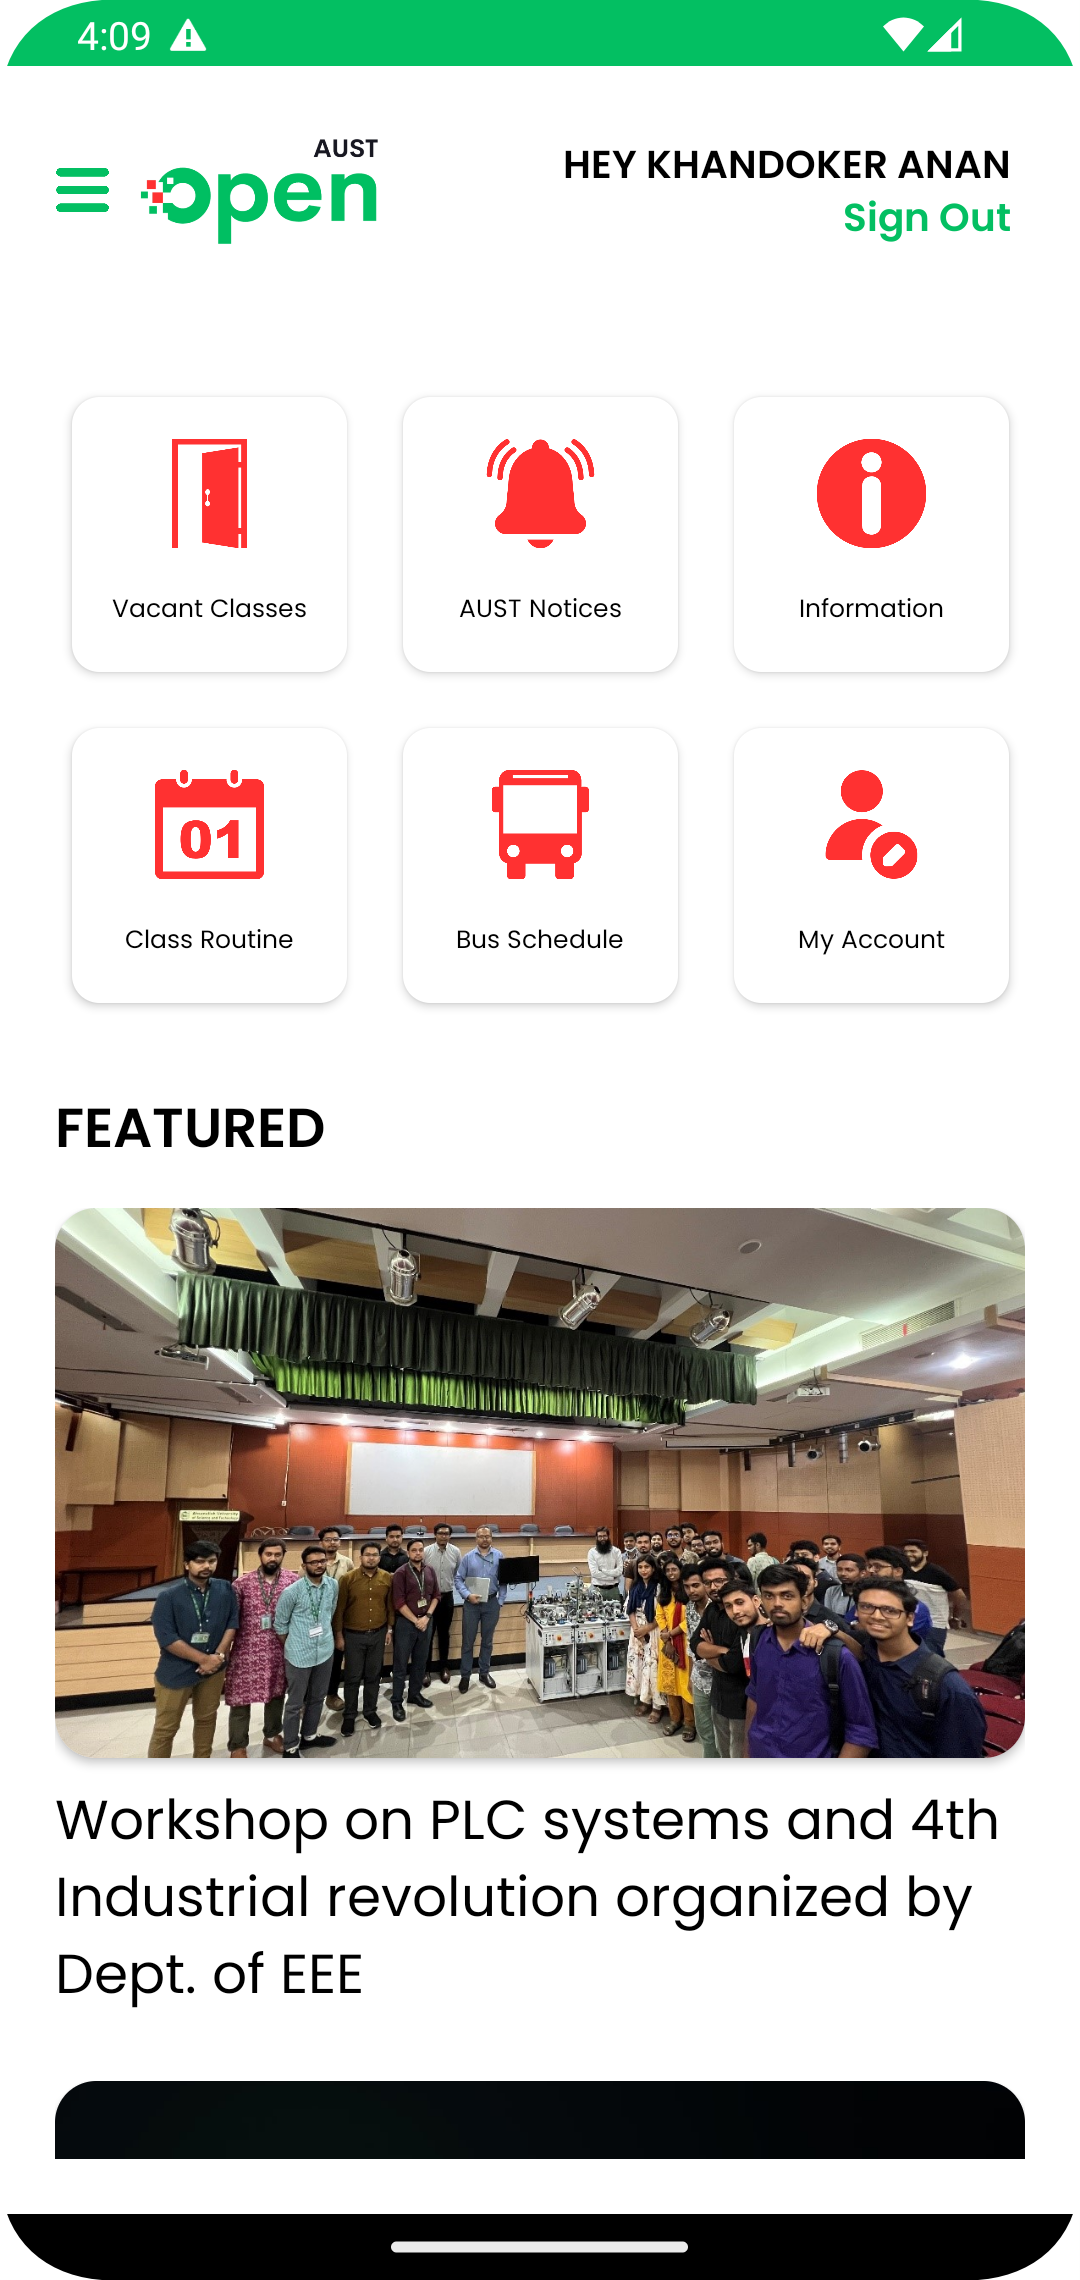 4:09
AUST
open
HEY KHANDOKER ANAN
Sign Out
Vacant Classes
AUST Notices
Information
01
Class Routine
Bus Schedule
My Account
FEATURED
Workshop on PLC systems and 4th
Industrial revolution organized by
Dept. of EEE